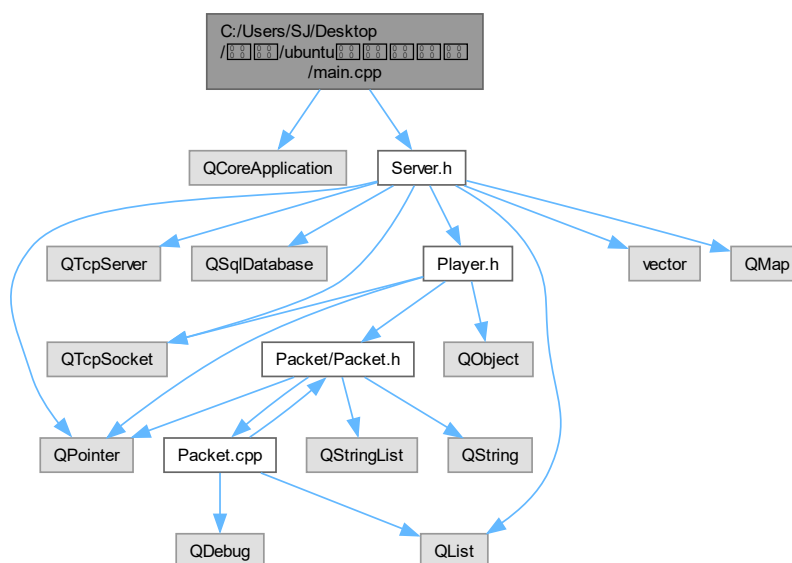 C:/Users/SJ/Desktop
/ubuntu
/main.cpp
QCoreApplication
Server.h
QTcpServer
QSqlDatabase
Player.h
vector
QMap
QTcpSocket
Packet/Packet.h
QObject
QPointer
Packet.cpp
QStringList
QString
QDebug
QList